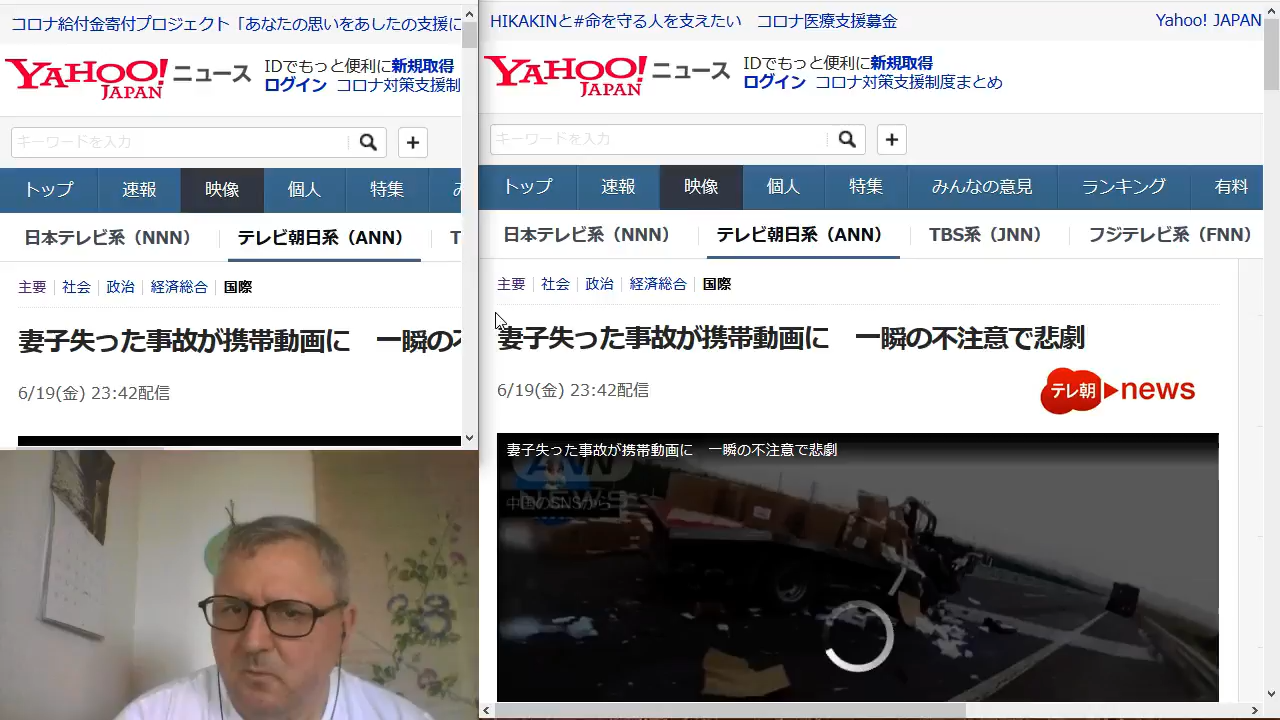 コロナ給付金寄付プロジェクト「あなたの思いをあしたの支援に
YAHOO! JAPAN ニュース
IDでもっと便利に新規取得
ログイン コロナ対策支援制
キーワードを入力
トップ 速報 映像 個人 特集
日本テレビ系（NNN） テレビ朝日系（ANN） T
主要 社会 政治 経済総合 国際
妻子失った事故が携帯動画に 一瞬の不
6/19(金) 23:42配信
HIKAKINと#命を守る人を支えたい コロナ医療支援募金 Yahoo! JAPAN
YAHOO! JAPAN ニュース
IDでもっと便利に新規取得
ログイン コロナ対策支援制度まとめ
キーワードを入力
トップ 速報 映像 個人 特集 みんなの意見 ランキング 有料
日本テレビ系（NNN） テレビ朝日系（ANN） TBS系（JNN） フジテレビ系（FNN）
主要 社会 政治 経済総合 国際
妻子失った事故が携帯動画に 一瞬の不注意で悲劇
6/19(金) 23:42配信
テレ朝 news
妻子失った事故が携帯動画に 一瞬の不注意で悲劇
ANN NEWS
中国のSNSから